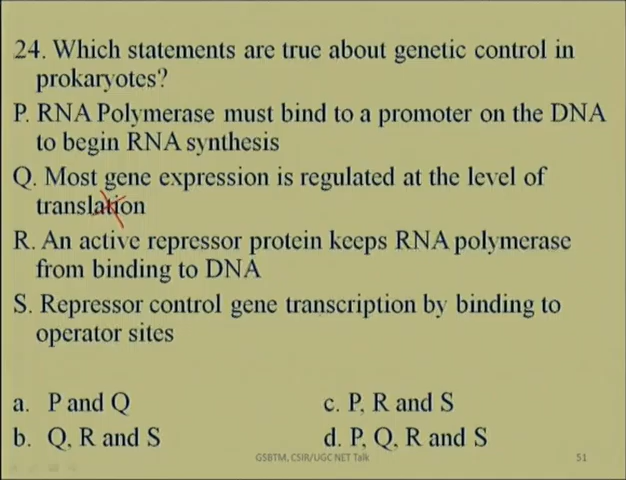 24. Which statements are true about genetic control in
prokaryotes?
P. RNA Polymerase must bind to a promoter on the DNA
to begin RNA synthesis
Q. Most gene expression is regulated at the level of
translation
R. An active repressor protein keeps RNA polymerase
from binding to DNA
S. Repressor control gene transcription by binding to
operator sites
a. P and Q
c. P, R and S
b. Q, R and S
d. P, Q, R and S
GSBTM, CSIR/UGC NET Talk
51